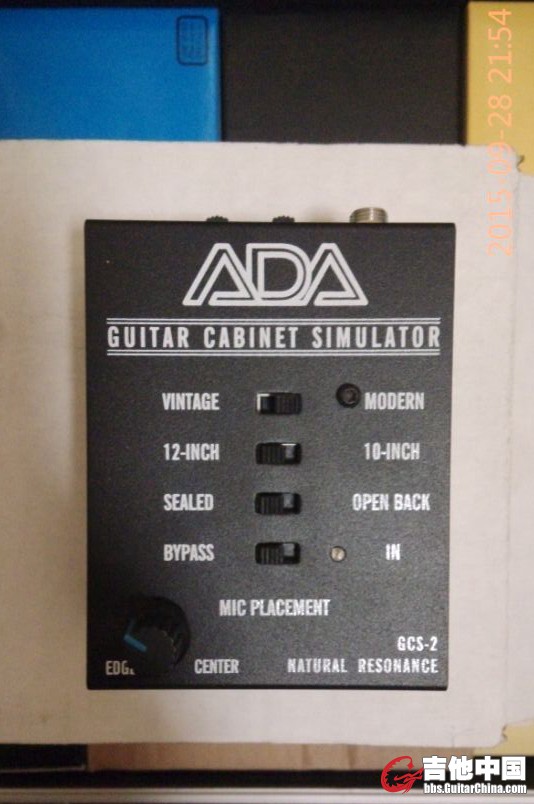 2015-09-28 21:54
ADA
GUITAR CABINET SIMULATOR
VINTAGE MODERN
12-INCH 10-INCH
SEALED OPEN BACK
BYPASS IN
MIC PLACEMENT
GCS-2
EDGE CENTER NATURAL RESONANCE
吉他中国
bbs.GuitarChina.com